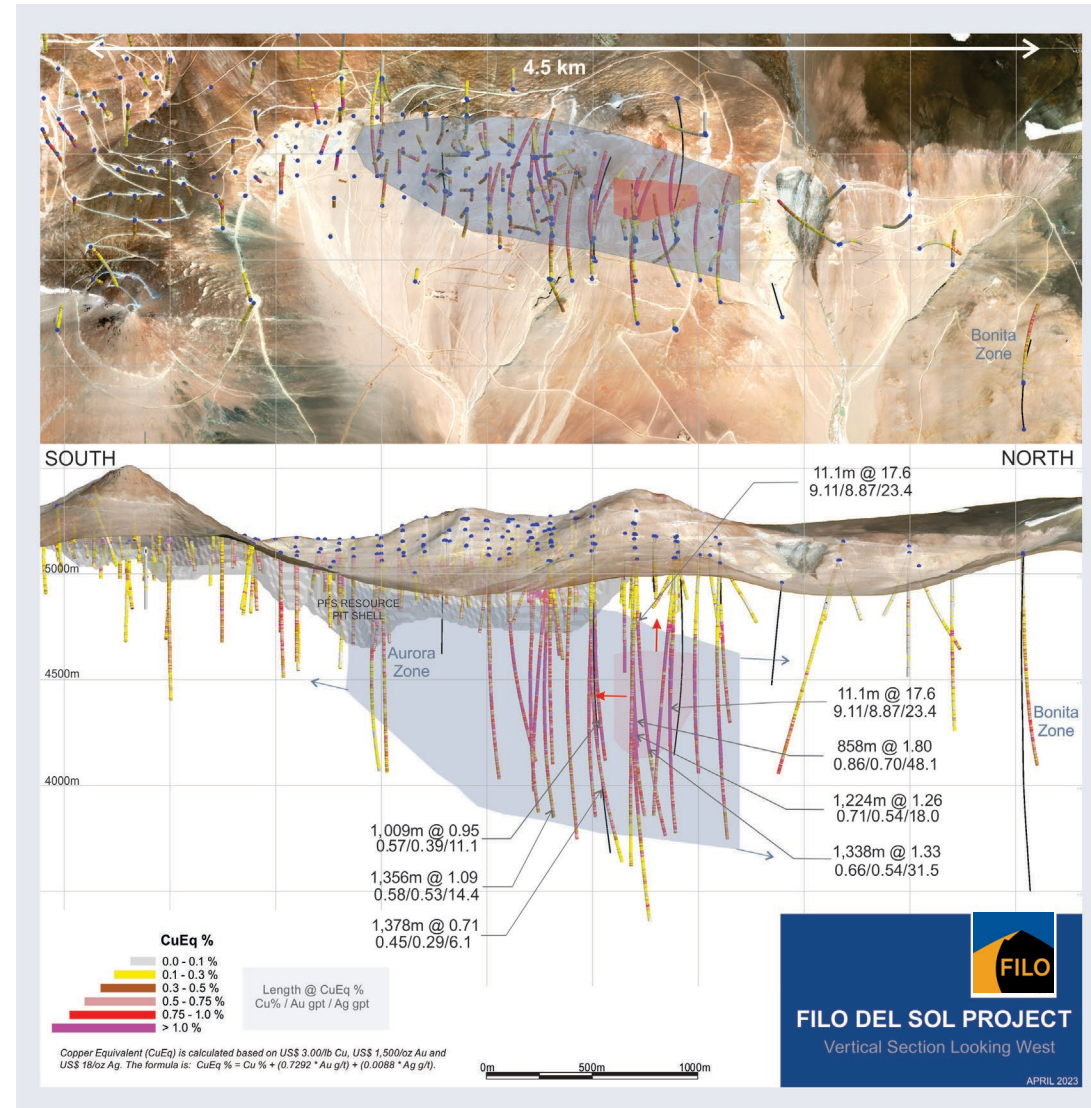 4.5 km
Bonita
Zone
SOUTH
NORTH
11.1m @ 17.6
9.11/8.87/23.4
5000m
PFS RESOURCE
PIT SHELL
Aurora
Zone
4500m
11.1m @ 17.6
9.11/8.87/23.4
Bonita
Zone
858m @ 1.80
0.86/0.70/48.1
4000m
1,224m @ 1.26
0.71/0.54/18.0
1,009m @ 0.95
0.57/0.39/11.1
1,338m @ 1.33
0.66/0.54/31.5
1,356m @ 1.09
0.58/0.53/14.4
1,378m @ 0.71
0.45/0.29/6.1
CuEq %
0.0 - 0.1 %
0.1 - 0.3 %
0.3 - 0.5 %
0.5 - 0.75 %
0.75 - 1.0 %
> 1.0 %
Length @ CuEq %
Cu% / Au gpt / Ag gpt
Copper Equivalent (CuEq) is calculated based on US$ 3.00/lb Cu, US$ 1,500/oz Au and
US$ 18/oz Ag. The formula is: CuEq % = Cu % + (0.7292 * Au g/t) + (0.0088 * Ag g/t).
0m
500m
1000m
FILO
FILO DEL SOL PROJECT
Vertical Section Looking West
APRIL 2023